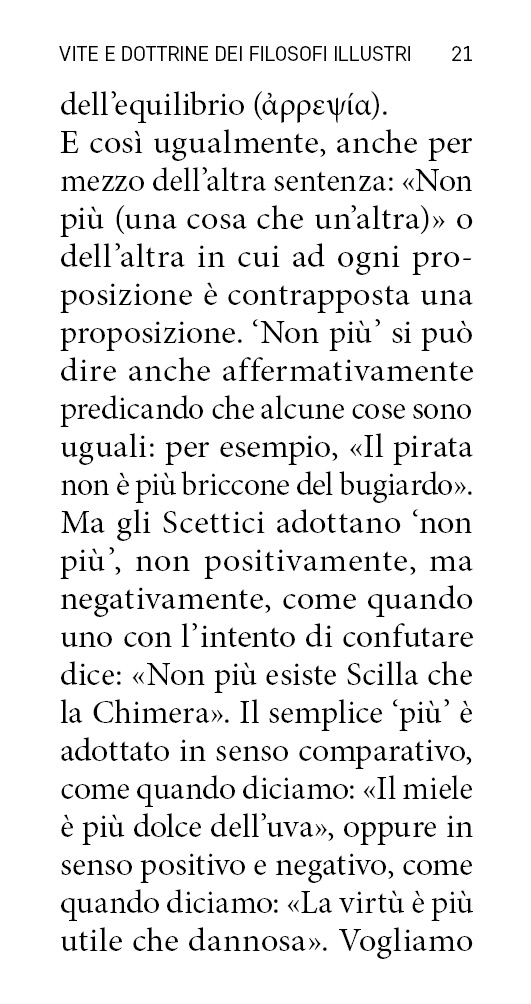 VITE E DOTTRINE DEI FILOSOFI ILLUSTRI 21
dell’equilibrio (ἀρρεψία).
E così ugualmente, anche per
mezzo dell’altra sentenza: «Non
più (una cosa che un’altra)» o
dell’altra in cui ad ogni pro-
posizione è contrapposta una
proposizione. ‘Non più’ si può
dire anche affermativamente
predicando che alcune cose sono
uguali: per esempio, «Il pirata
non è più briccone del bugiardo».
Ma gli Scettici adottano ‘non
più’, non positivamente, ma
negativamente, come quando
uno con l’intento di confutare
dice: «Non più esiste Scilla che
la Chimera». Il semplice ‘più’ è
adottato in senso comparativo,
come quando diciamo: «Il miele
è più dolce dell’uva», oppure in
senso positivo e negativo, come
quando diciamo: «La virtù è più
utile che dannosa». Vogliamo